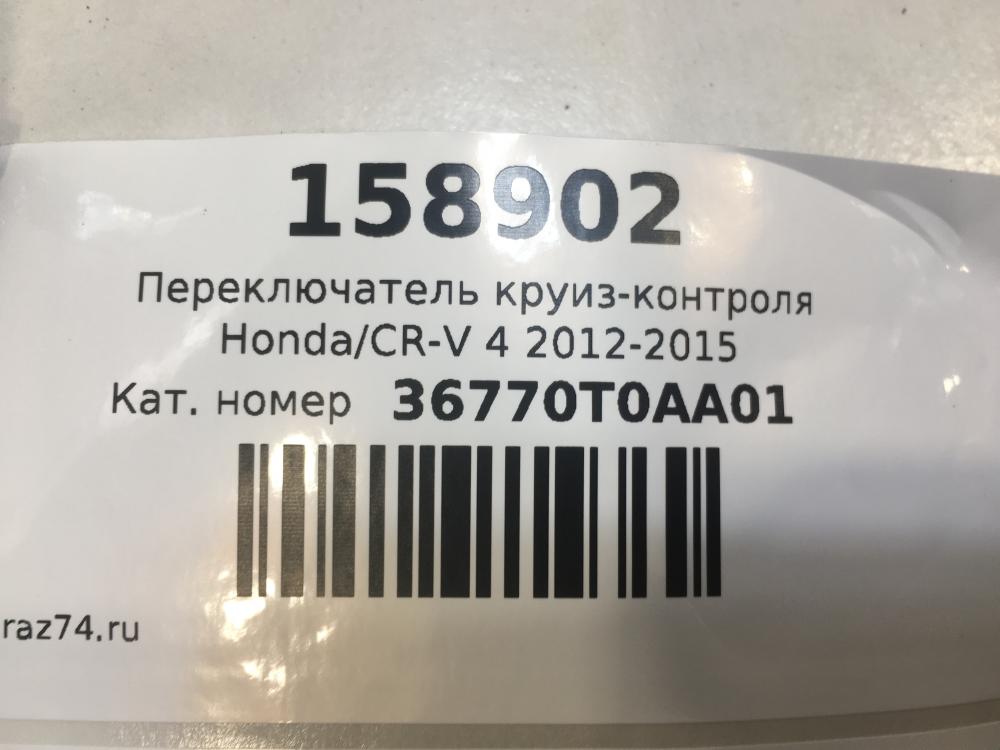 158902
Переключатель круиз-контроля
Honda/CR-V 4 2012-2015
Кат. номер 36770T0AA01
raz74.ru